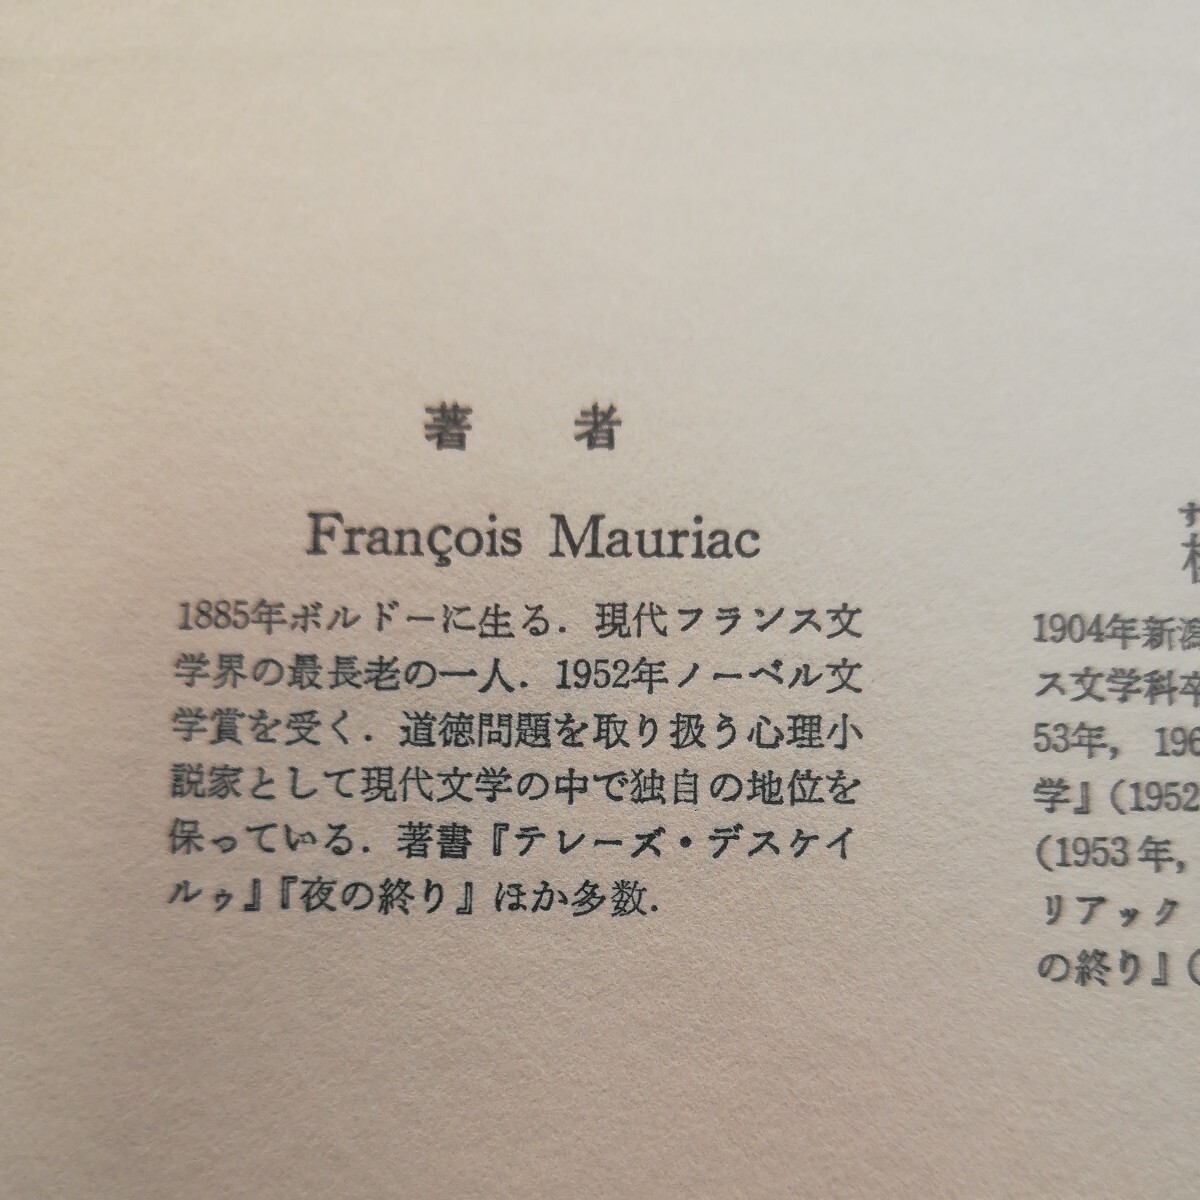 著者
François Mauriac
1885年ボルドーに生る．現代フランス文
学界の最長老の一人．1952年ノーベル文
学賞を受く．道徳問題を取り扱う心理小
説家として現代文学の中で独自の地位を
保っている．著書『テレーズ・デスケイ
ルゥ』『夜の終り』ほか多数．
1904年新潟
ス文学科卒
53年，196
学』（1952
（1953年，
リアック
の終り』（